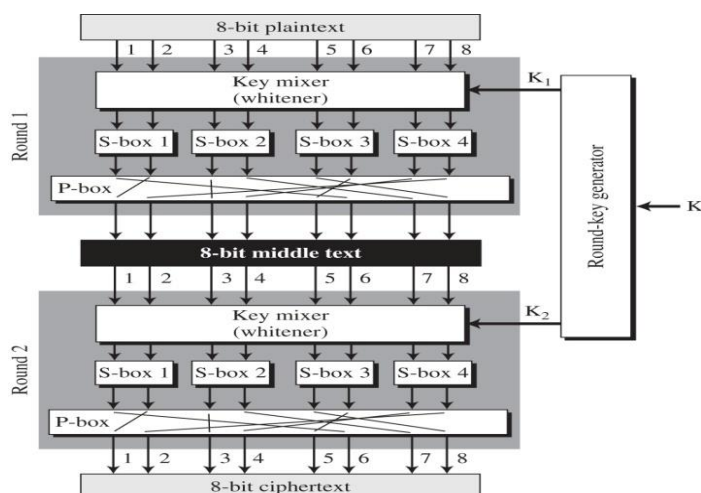 8-bit plaintext
1 2 3 4 5 6 7 8
Key mixer
(whitener)
K1
Round 1
S-box 1 S-box 2 S-box 3 S-box 4
P-box
Round-key generator
K
8-bit middle text
1 2 3 4 5 6 7 8
Key mixer
(whitener)
K2
Round 2
S-box 1 S-box 2 S-box 3 S-box 4
P-box
1 2 3 4 5 6 7 8
8-bit ciphertext